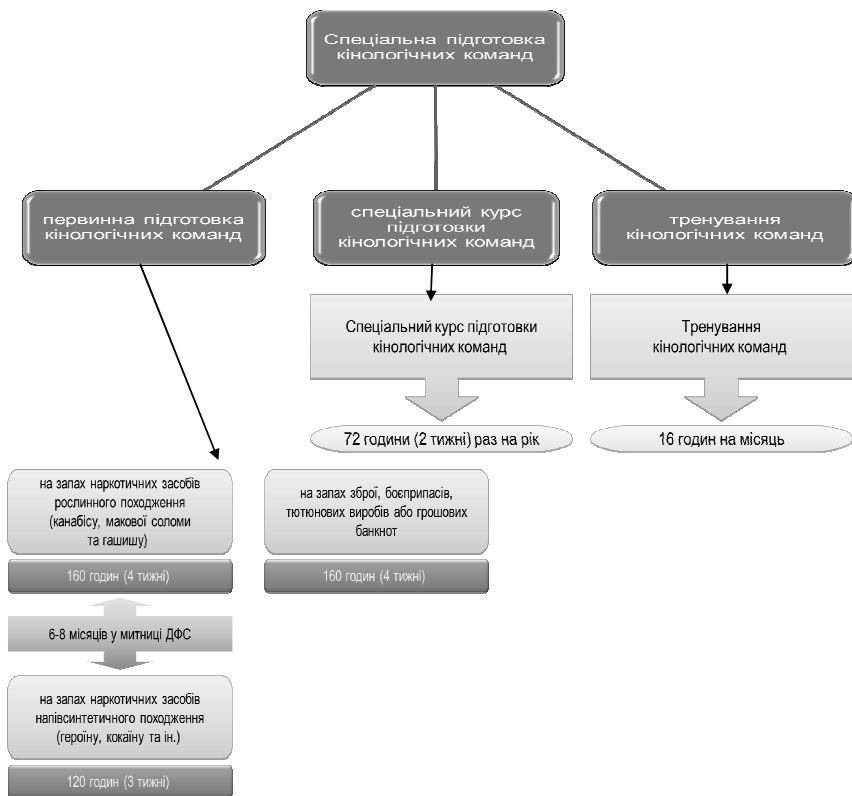 Спеціальна підготовка
кінологічних команд
первинна підготовка
кінологічних команд
спеціальний курс
підготовки
кінологічних команд
тренування
кінологічних команд
Спеціальний курс підготовки
кінологічних команд
Тренування
кінологічних команд
72 години (2 тижні) раз на рік
16 годин на місяць
на запах наркотичних засобів
рослинного походження
(канабісу, макової соломи
та гашишу)
160 годин (4 тижні)
на запах зброї, боєприпасів,
тютюнових виробів або грошових
банкнот
160 годин (4 тижні)
6-8 місяців у митниці ДФС
на запах наркотичних засобів
напівсинтетичного походження
(героїну, кокаїну та ін.)
120 годин (3 тижні)